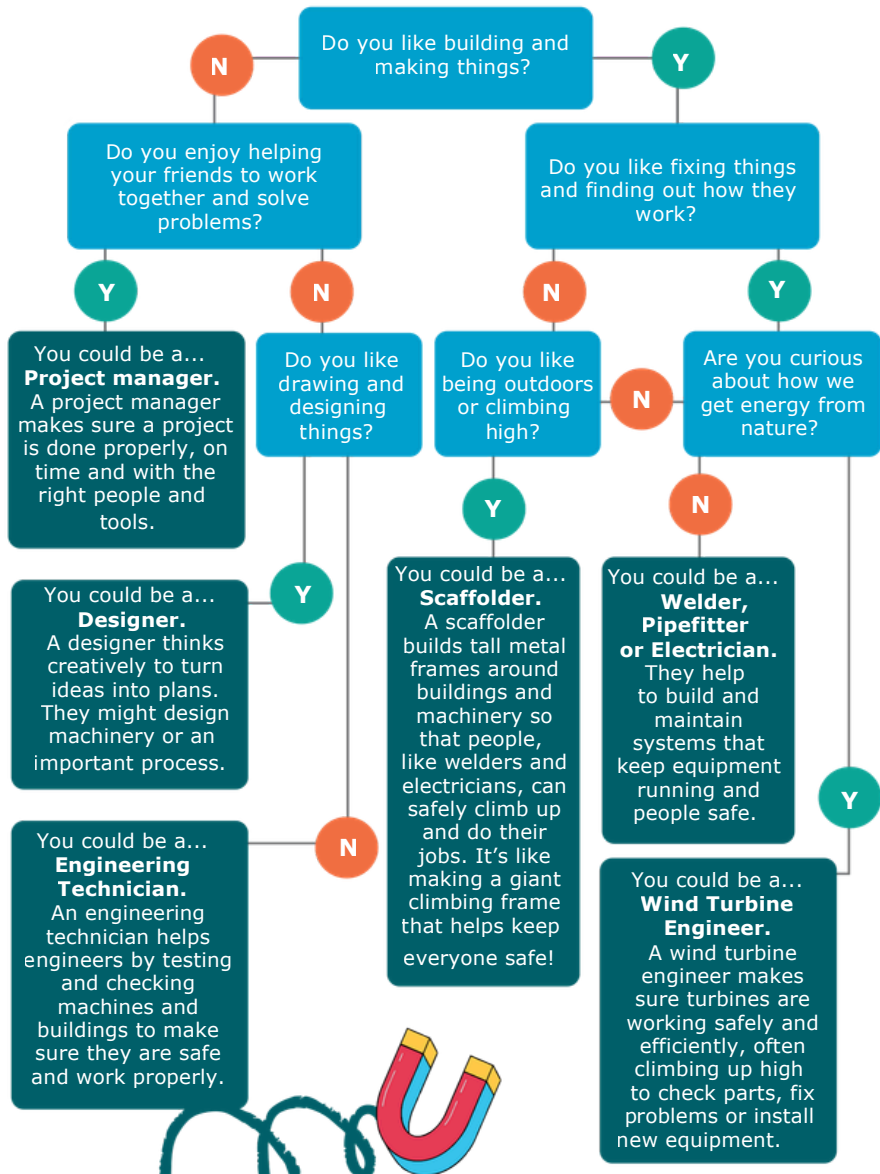 Do you like building and
making things?
N
Y
Do you enjoy helping
your friends to work
together and solve
problems?
Do you like fixing things
and finding out how they
work?
Y
N
N
Y
You could be a...
Project manager.
A project manager
makes sure a project
is done properly, on
time and with the
right people and
tools.
Do you like
drawing and
designing
things?
Do you like
being outdoors
or climbing
high?
N
Are you curious
about how we
get energy from
nature?
Y
N
Y
You could be a...
Designer.
A designer thinks
creatively to turn
ideas into plans.
They might design
machinery or an
important process.
You could be a...
Scaffolder.
A scaffolder
builds tall metal
frames around
buildings and
machinery so
that people,
like welders and
electricians, can
safely climb up
and do their
jobs. It’s like
making a giant
climbing frame
that helps keep
everyone safe!
You could be a...
Welder,
Pipefitter
or Electrician.
They help
to build and
maintain
systems that
keep equipment
running and
people safe.
Y
N
You could be a...
Engineering
Technician.
An engineering
technician helps
engineers by testing
and checking
machines and
buildings to make
sure they are safe
and work properly.
You could be a...
Wind Turbine
Engineer.
A wind turbine
engineer makes
sure turbines are
working safely and
efficiently, often
climbing up high
to check parts, fix
problems or install
new equipment.